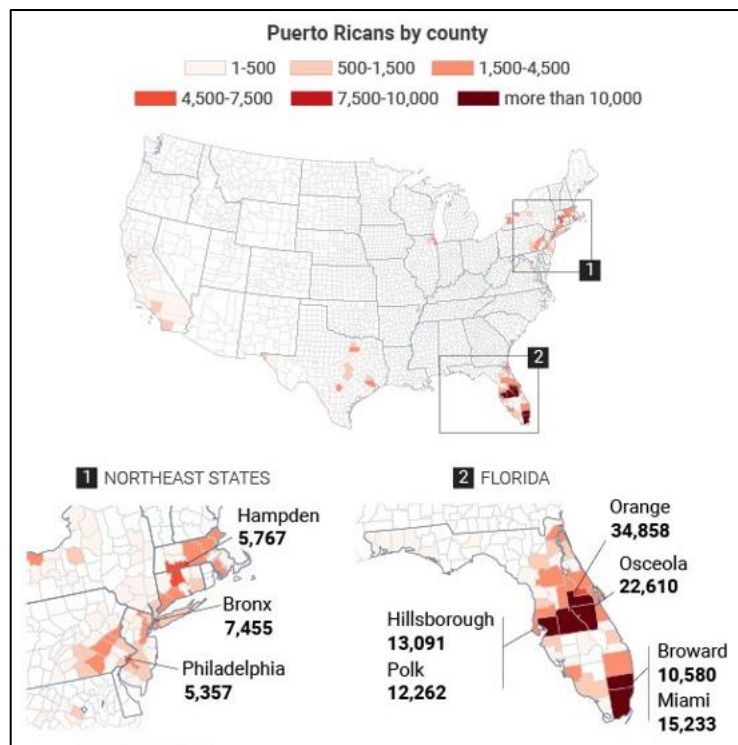 Puerto Ricans by county
1-500 500-1,500 1,500-4,500
4,500-7,500 7,500-10,000 more than 10,000
1
2
1 NORTHEAST STATES
Hampden
5,767
Bronx
7,455
Philadelphia
5,357
2 FLORIDA
Orange
34,858
Osceola
22,610
Hillsborough
13,091
Polk
12,262
Broward
10,580
Miami
15,233